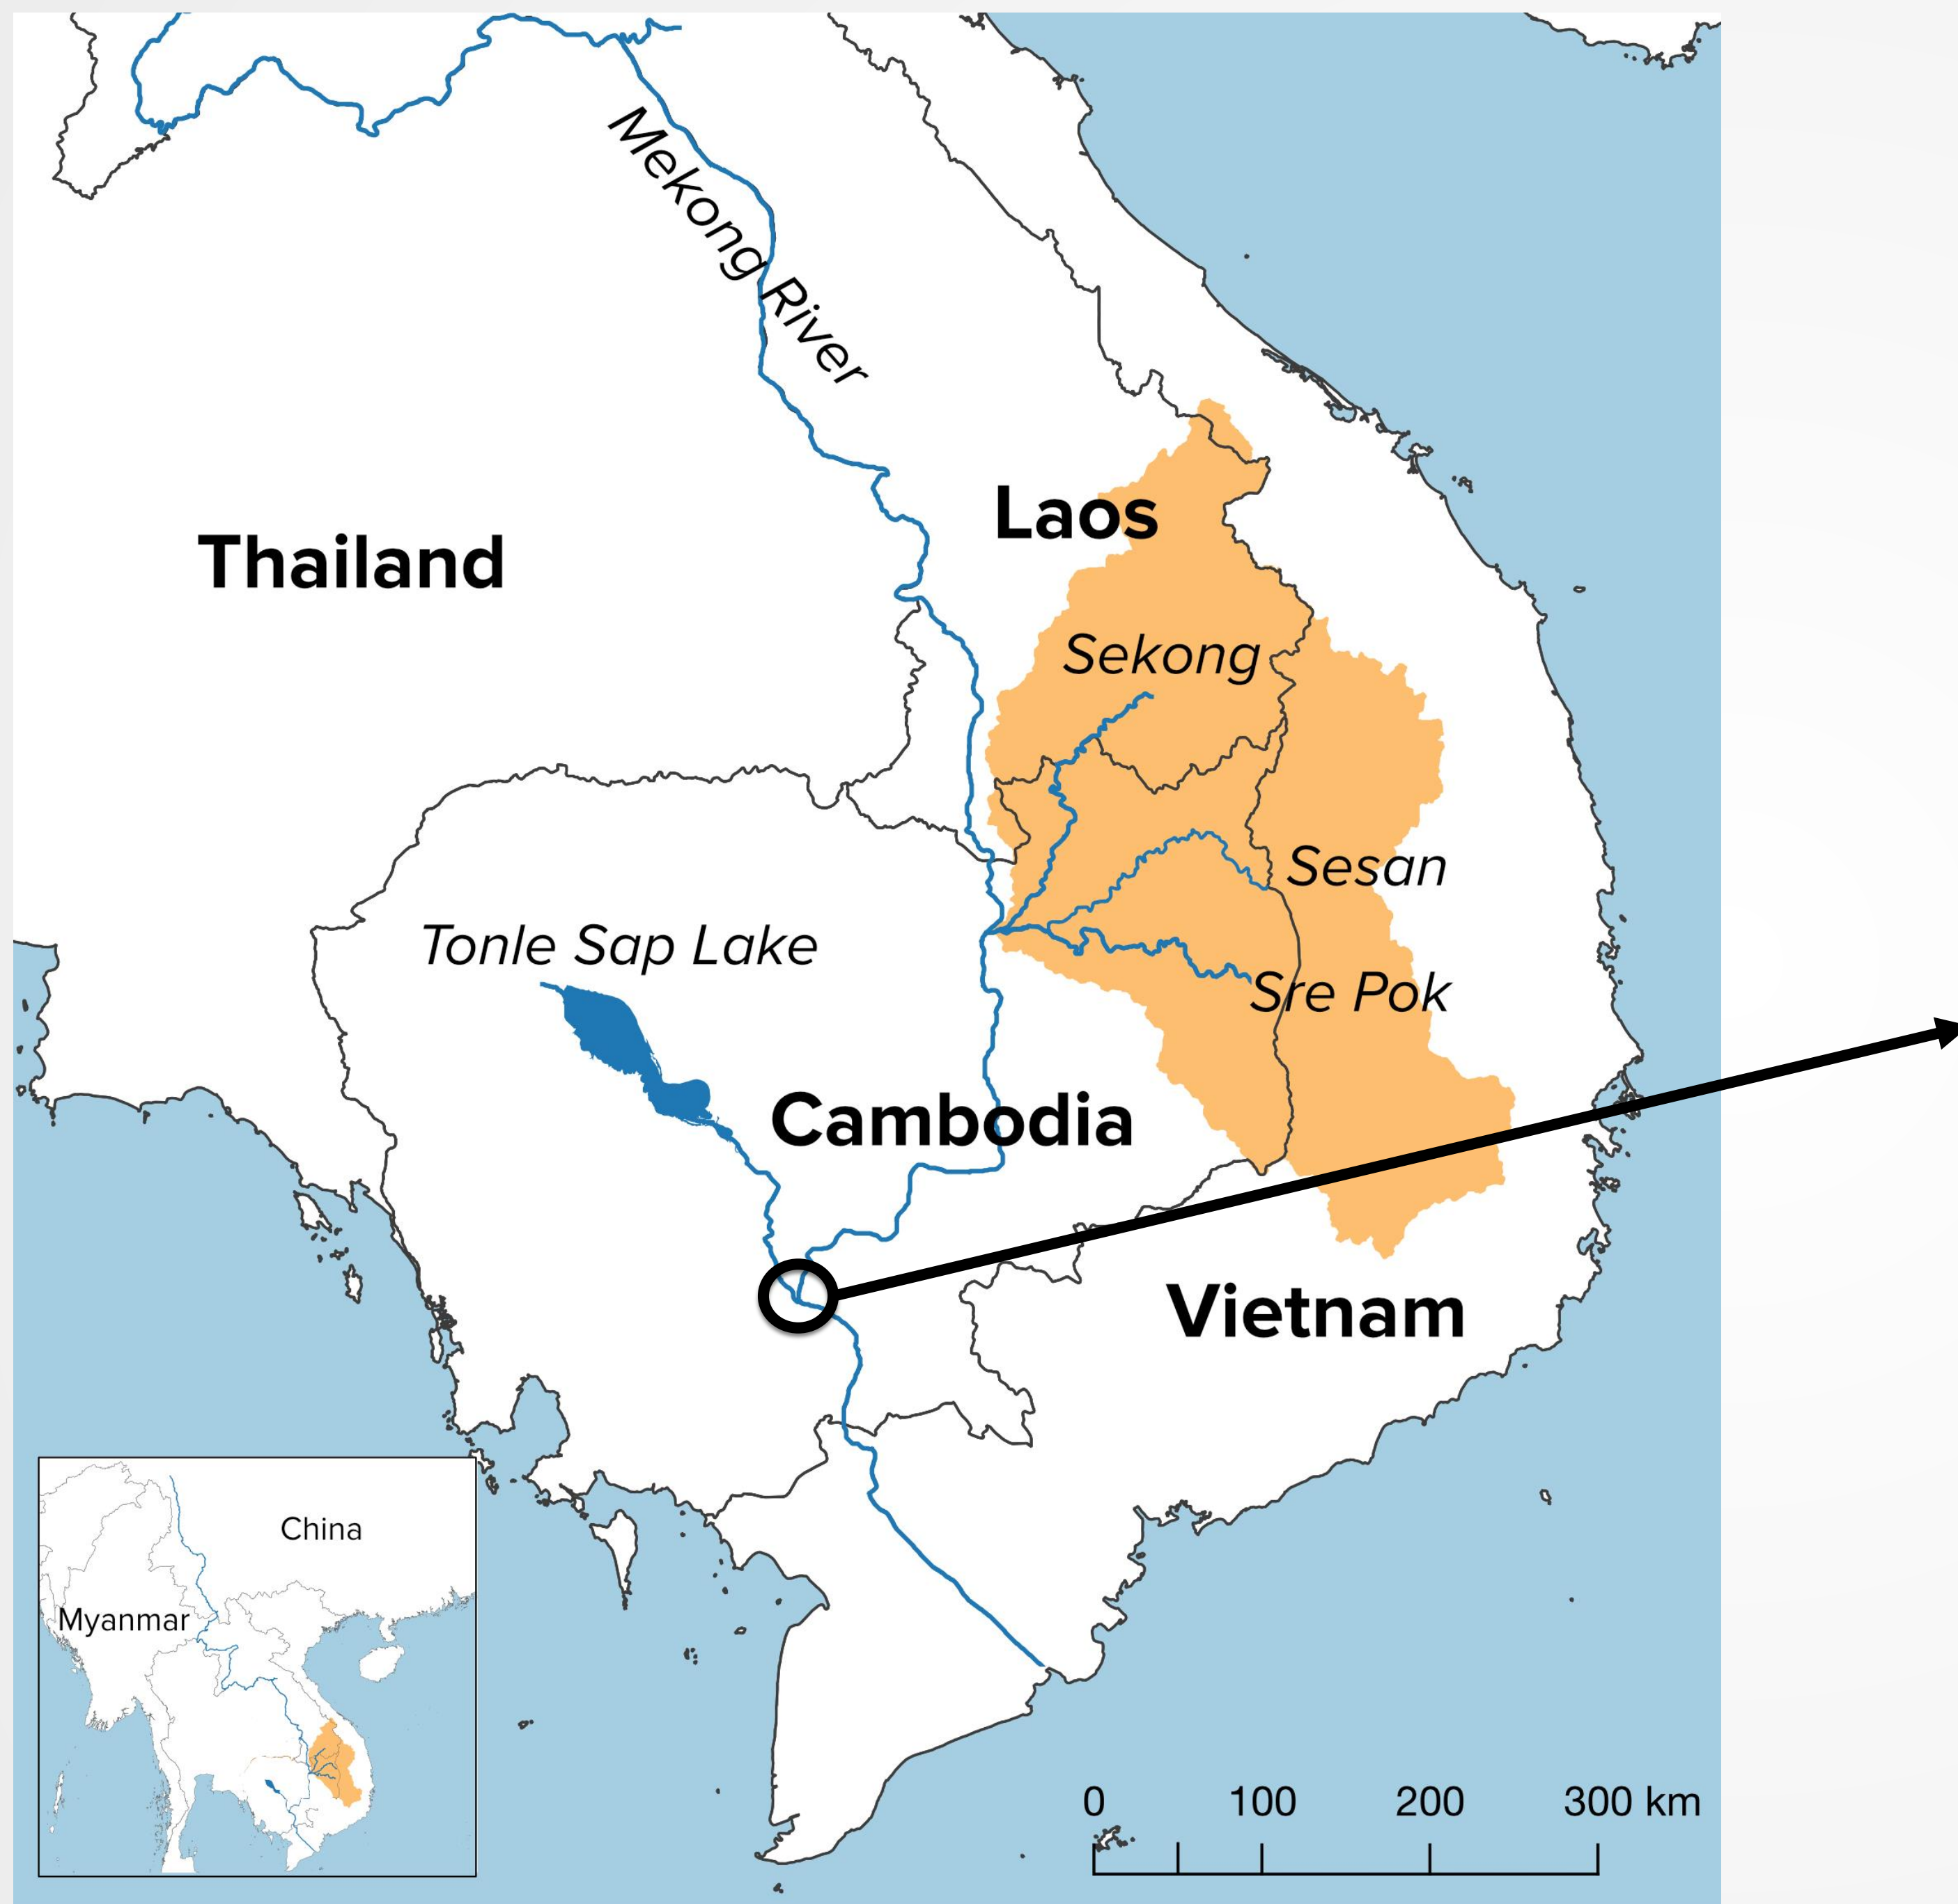 Mekong River
Laos
Thailand
Sekong
Sesan
Tonle Sap Lake
Sre Pok
Cambodia
Vietnam
China
Myanmar
0 100 200 300 km